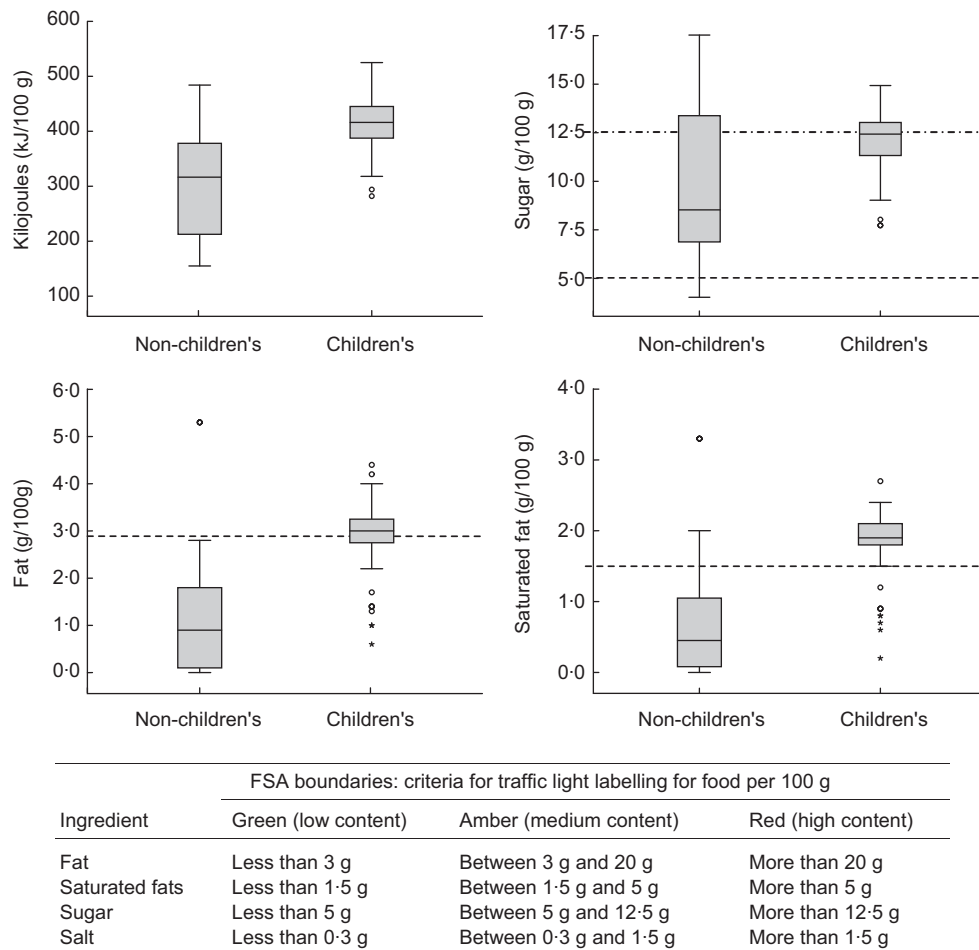 600
500
400
300
200
100
Kilojoules (kJ/100 g)
Non-children's Children's
17·5
15·0
12·5
10·0
7·5
5·0
Sugar (g/100 g)
Non-children's Children's
6·0
5·0
4·0
3·0
2·0
1·0
0·0
Fat (g/100g)
Non-children's Children's
4·0
3·0
2·0
1·0
0·0
Saturated fat (g/100 g)
Non-children's Children's
FSA boundaries: criteria for traffic light labelling for food per 100 g
Ingredient Green (low content) Amber (medium content) Red (high content)
Fat Less than 3 g Between 3 g and 20 g More than 20 g
Saturated fats Less than 1·5 g Between 1·5 g and 5 g More than 5 g
Sugar Less than 5 g Between 5 g and 12·5 g More than 12·5 g
Salt Less than 0·3 g Between 0·3 g and 1·5 g More than 1·5 g